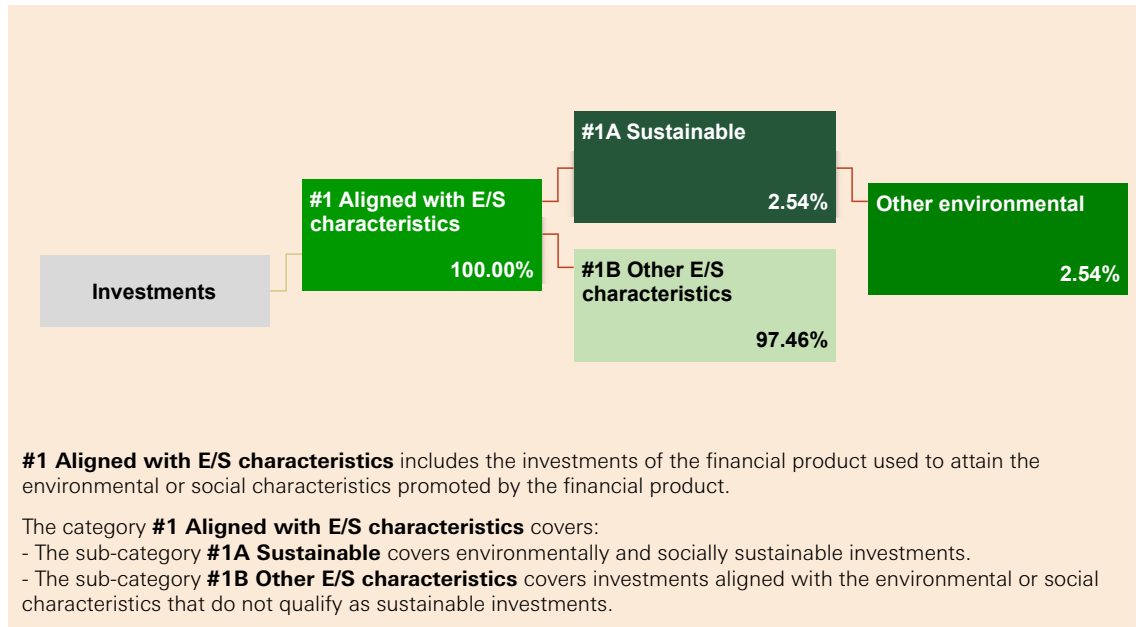 #1A Sustainable
2.54%
#1 Aligned with E/S
characteristics
100.00%
Other environmental
2.54%
Investments
#1B Other E/S
characteristics
97.46%
#1 Aligned with E/S characteristics includes the investments of the financial product used to attain the
environmental or social characteristics promoted by the financial product.
The category #1 Aligned with E/S characteristics covers:
- The sub-category #1A Sustainable covers environmentally and socially sustainable investments.
- The sub-category #1B Other E/S characteristics covers investments aligned with the environmental or social
characteristics that do not qualify as sustainable investments.